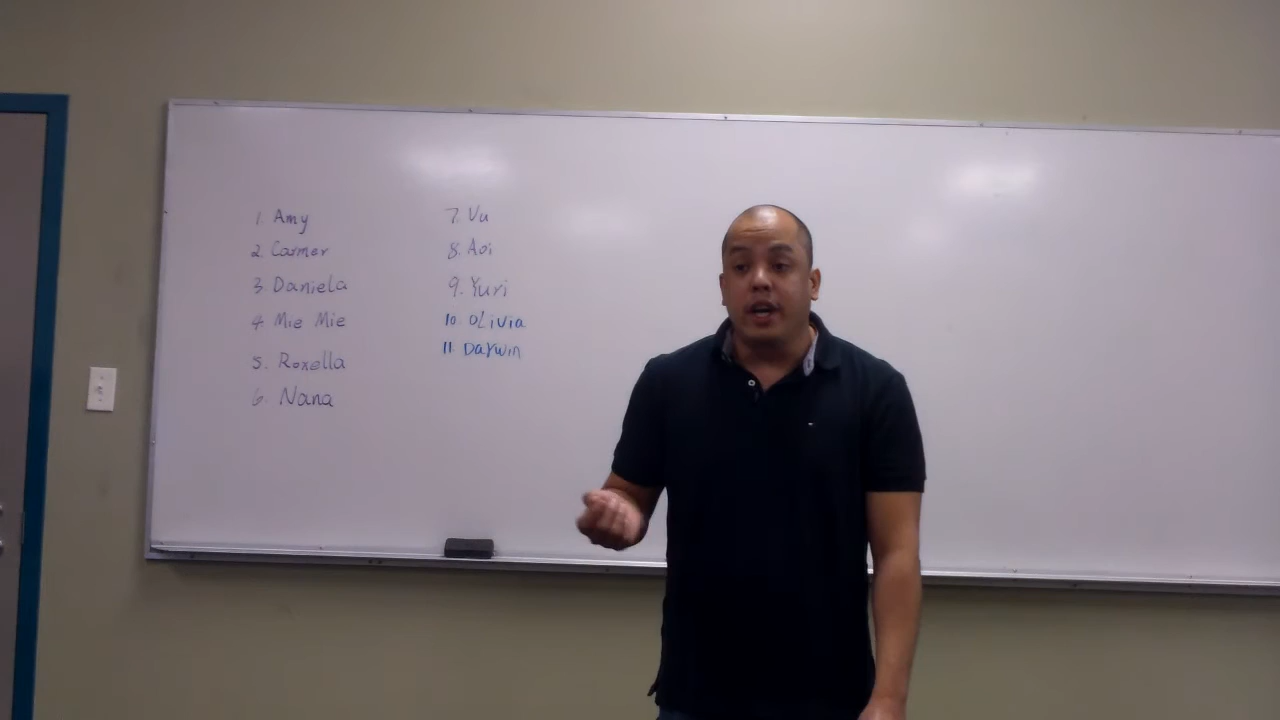 1. Amy
2. Carmer
3. Daniela
4. Mie Mie
5. Roxella
6. Nana
7. Vu
8. Aoi
9. Yuri
10. OLivia
11. Darwin